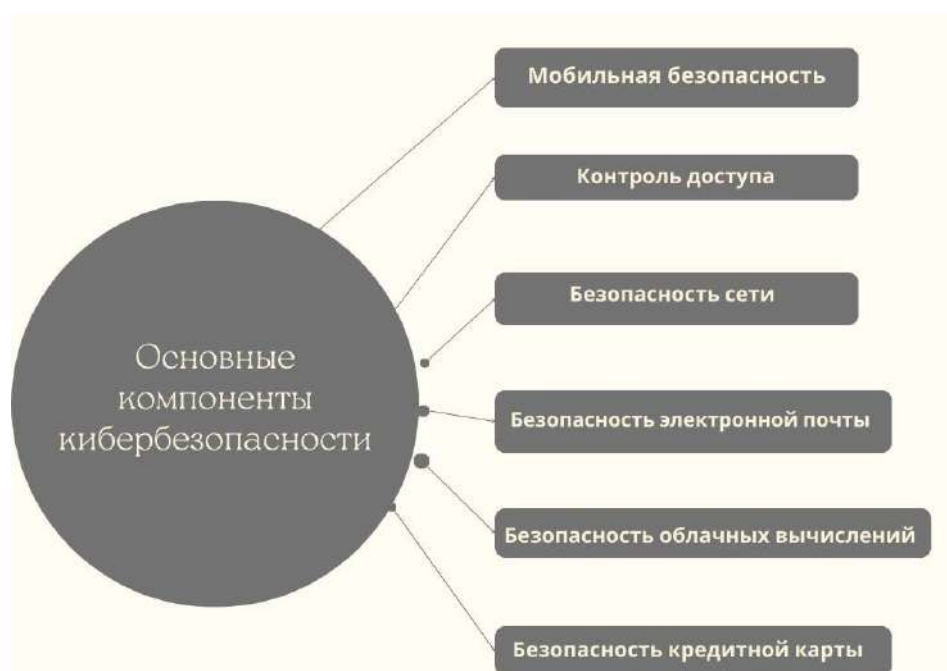 Мобильная безопасность
Контроль доступа
Безопасность сети
Основные
компоненты
кибербезопасности
Безопасность электронной почты
Безопасность облачных вычислений
Безопасность кредитной карты